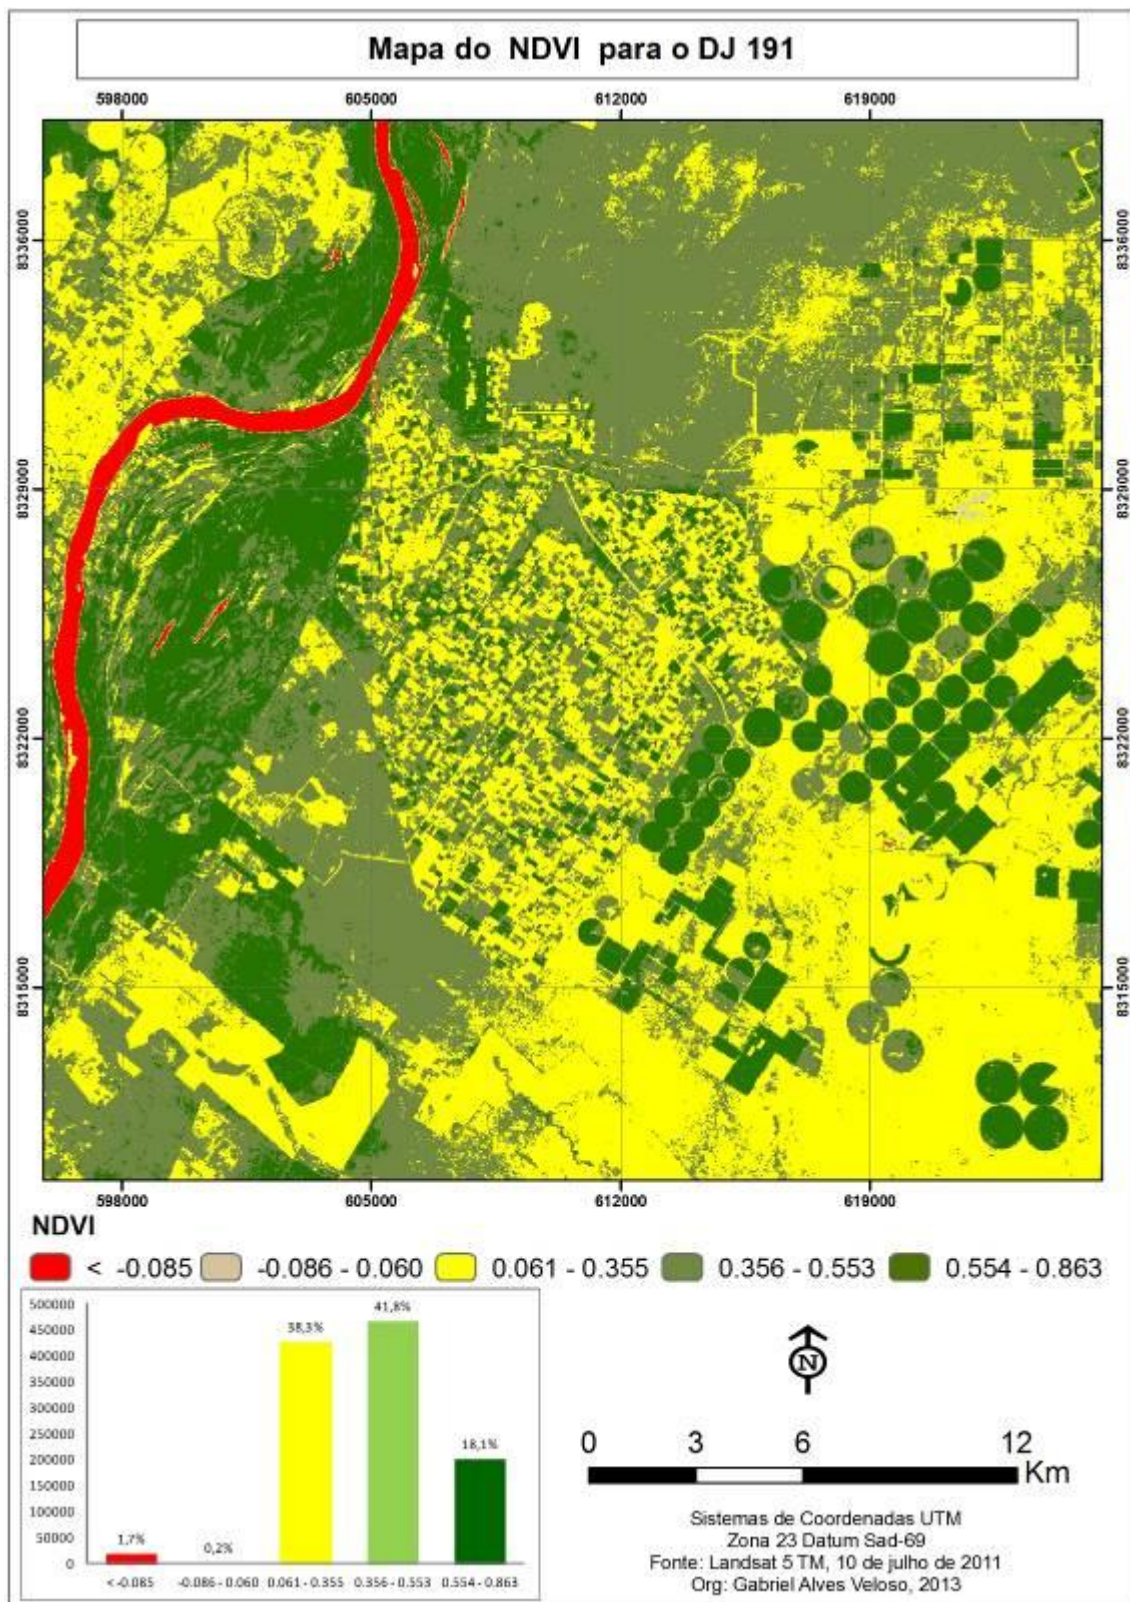 Mapa do NDVI para o DJ 191
598000 605000 612000 619000
8336000 8336000
8329000 8329000
8322000 8322000
8315000 8315000
598000 605000 612000 619000
NDVI
< -0.085 -0.086 - 0.060 0.061 - 0.355 0.356 - 0.553 0.554 - 0.863
500000
450000
400000
350000
300000
250000
200000
150000
100000
50000
0
1,7%
0,2%
38,3%
41,8%
18,1%
<-0.085 -0.086 - 0.060 0.061 - 0.355 0.356 - 0.553 0.554 - 0.863
N
0 3 6 12
Km
Sistemas de Coordenadas UTM
Zona 23 Datum Sad-69
Fonte: Landsat 5 TM, 10 de julho de 2011
Org: Gabriel Alves Veloso, 2013